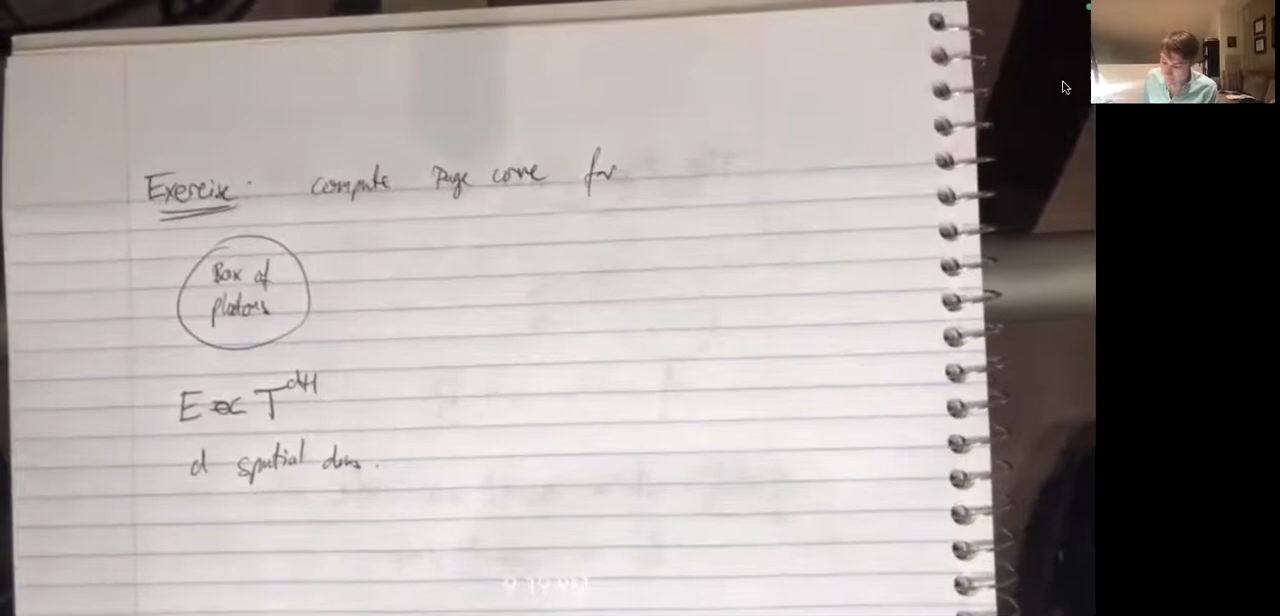 Exercise: compute Page curve for
Box of
photons
E ∝ T^{d+1}
d spatial dims.